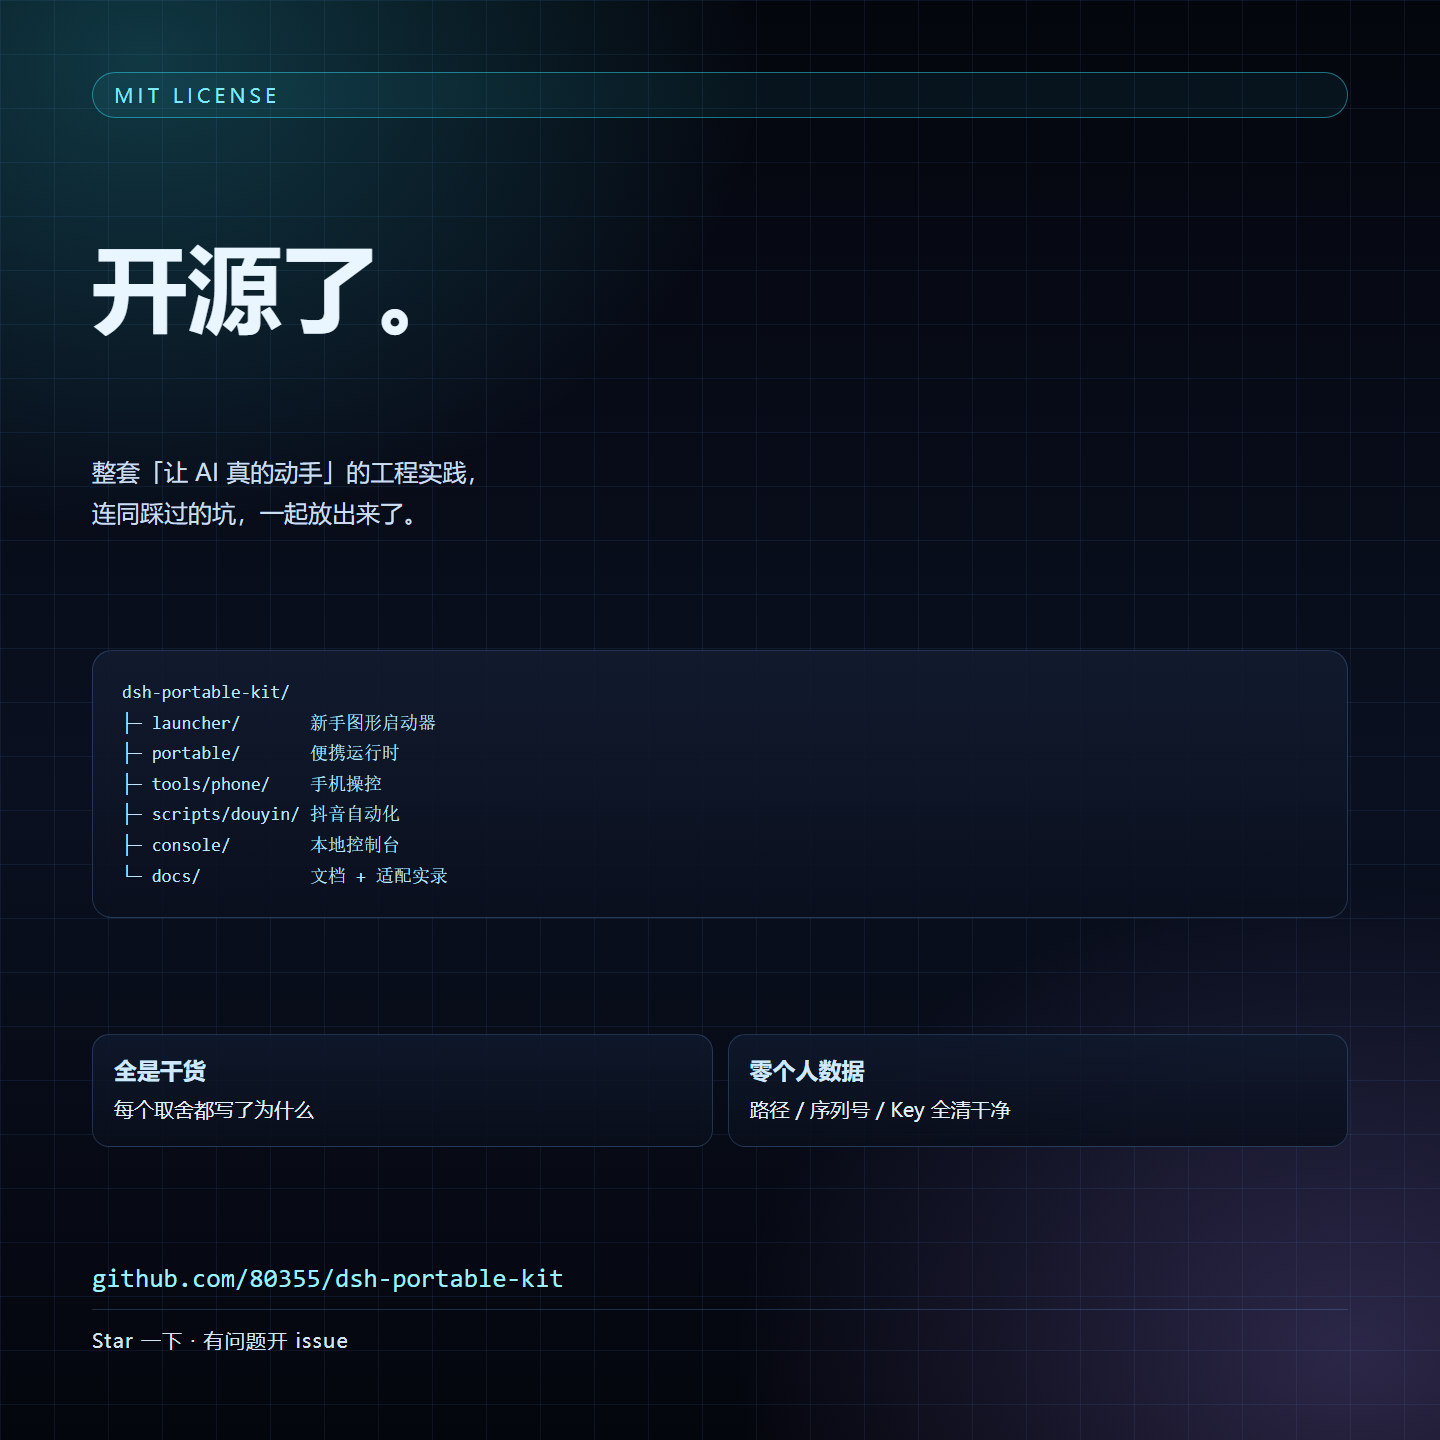 MIT LICENSE
开源了。
整套「让 AI 真的动手」的工程实践，
连同踩过的坑，一起放出来了。
dsh-portable-kit/
├─ launcher/       新手图形启动器
├─ portable/       便携运行时
├─ tools/phone/    手机操控
├─ scripts/douyin/ 抖音自动化
├─ console/        本地控制台
└─ docs/           文档 + 适配实录
全是干货
每个取舍都写了为什么
零个人数据
路径 / 序列号 / Key 全清干净
github.com/80355/dsh-portable-kit
Star 一下 · 有问题开 issue